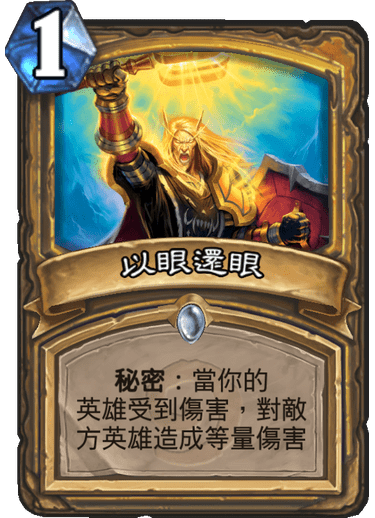 1
以眼還眼
秘密：當你的
英雄受到傷害，對敵
方英雄造成等量傷害